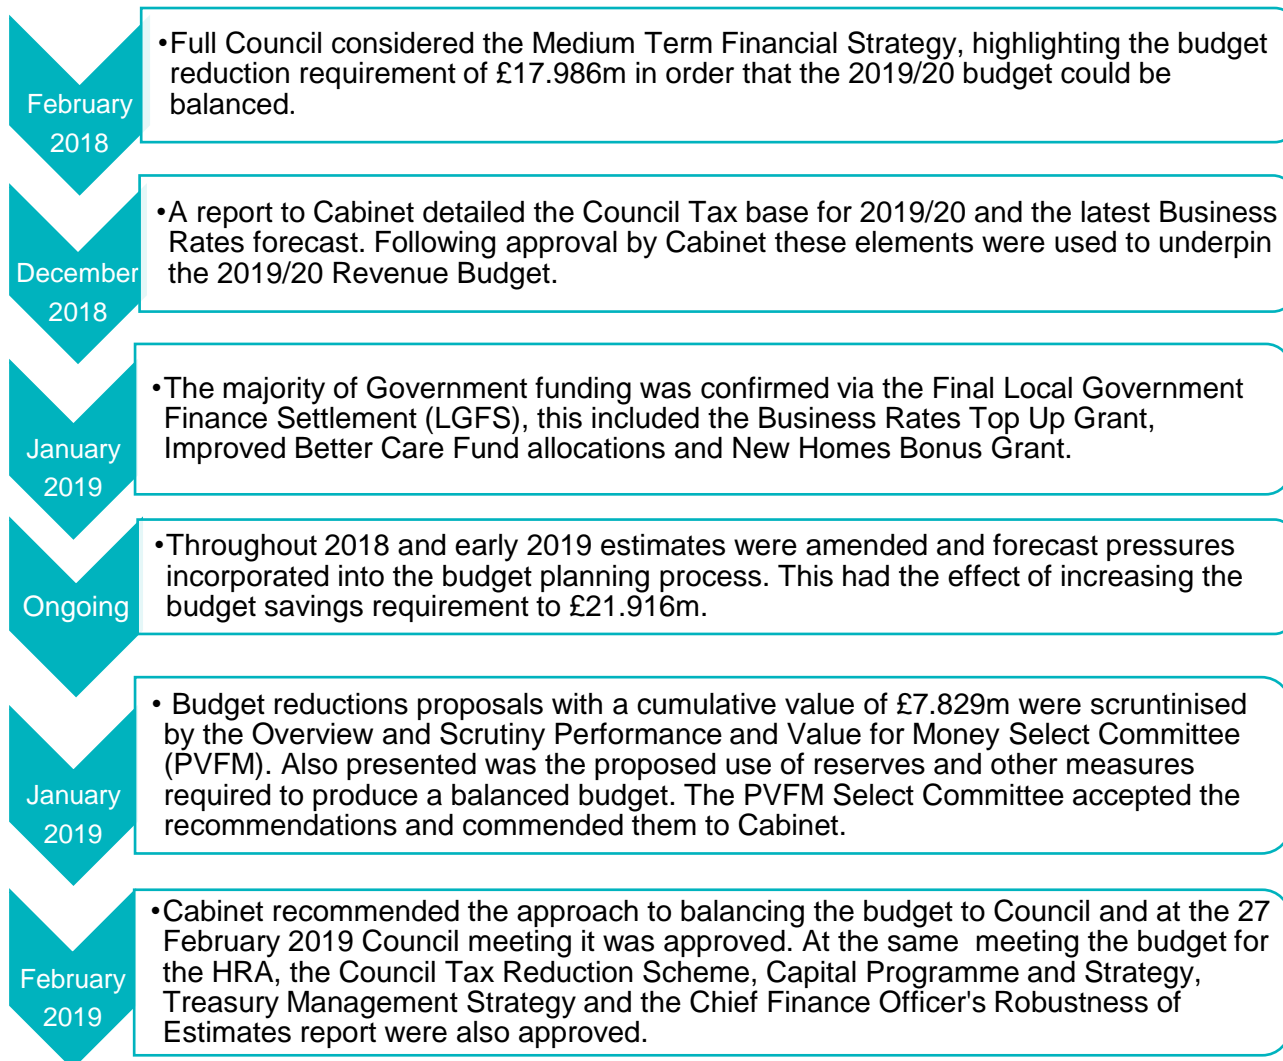 February
2018
•Full Council considered the Medium Term Financial Strategy, highlighting the budget
reduction requirement of £17.986m in order that the 2019/20 budget could be
balanced.
December
2018
•A report to Cabinet detailed the Council Tax base for 2019/20 and the latest Business
Rates forecast. Following approval by Cabinet these elements were used to underpin
the 2019/20 Revenue Budget.
January
2019
•The majority of Government funding was confirmed via the Final Local Government
Finance Settlement (LGFS), this included the Business Rates Top Up Grant,
Improved Better Care Fund allocations and New Homes Bonus Grant.
Ongoing
•Throughout 2018 and early 2019 estimates were amended and forecast pressures
incorporated into the budget planning process. This had the effect of increasing the
budget savings requirement to £21.916m.
January
2019
• Budget reductions proposals with a cumulative value of £7.829m were scruntinised
by the Overview and Scrutiny Performance and Value for Money Select Committee
(PVFM). Also presented was the proposed use of reserves and other measures
required to produce a balanced budget. The PVFM Select Committee accepted the
recommendations and commended them to Cabinet.
February
2019
•Cabinet recommended the approach to balancing the budget to Council and at the 27
February 2019 Council meeting it was approved. At the same  meeting the budget for
the HRA, the Council Tax Reduction Scheme, Capital Programme and Strategy,
Treasury Management Strategy and the Chief Finance Officer's Robustness of
Estimates report were also approved.